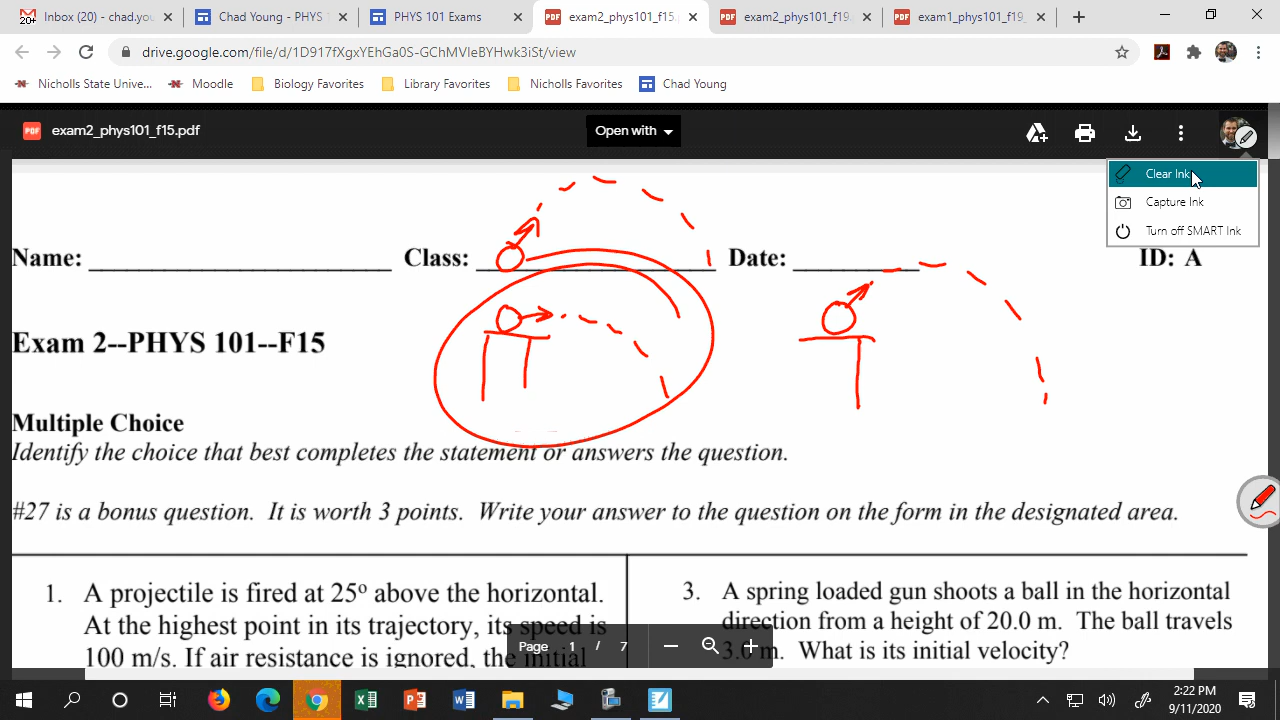 Inbox (20) - chad.you
Chad Young - PHYS 1
PHYS 101 Exams
exam2_phys101_f15.
exam2_phys101_f19
exam1_phys101_f19_
drive.google.com/file/d/1D917fXgxYEhGa0S-GChMVleBYHwk3iSt/view
Nicholls State Unive...
Moodle
Biology Favorites
Library Favorites
Nicholls Favorites
Chad Young
PDF exam2_phys101_f15.pdf
Open with
Clear Ink
Capture Ink
Turn off SMART Ink
Name: ________________________ Class: ___________________ Date: __________ ID: A
Exam 2--PHYS 101--F15
Multiple Choice
Identify the choice that best completes the statement or answers the question.
#27 is a bonus question. It is worth 3 points. Write your answer to the question on the form in the designated area.
1. A projectile is fired at 25º above the horizontal.
At the highest point in its trajectory, its speed is
100 m/s. If air resistance is ignored, the initial
3. A spring loaded gun shoots a ball in the horizontal
direction from a height of 20.0 m. The ball travels
3.0 m. What is its initial velocity?
Page 1 / 7
2:22 PM
9/11/2020